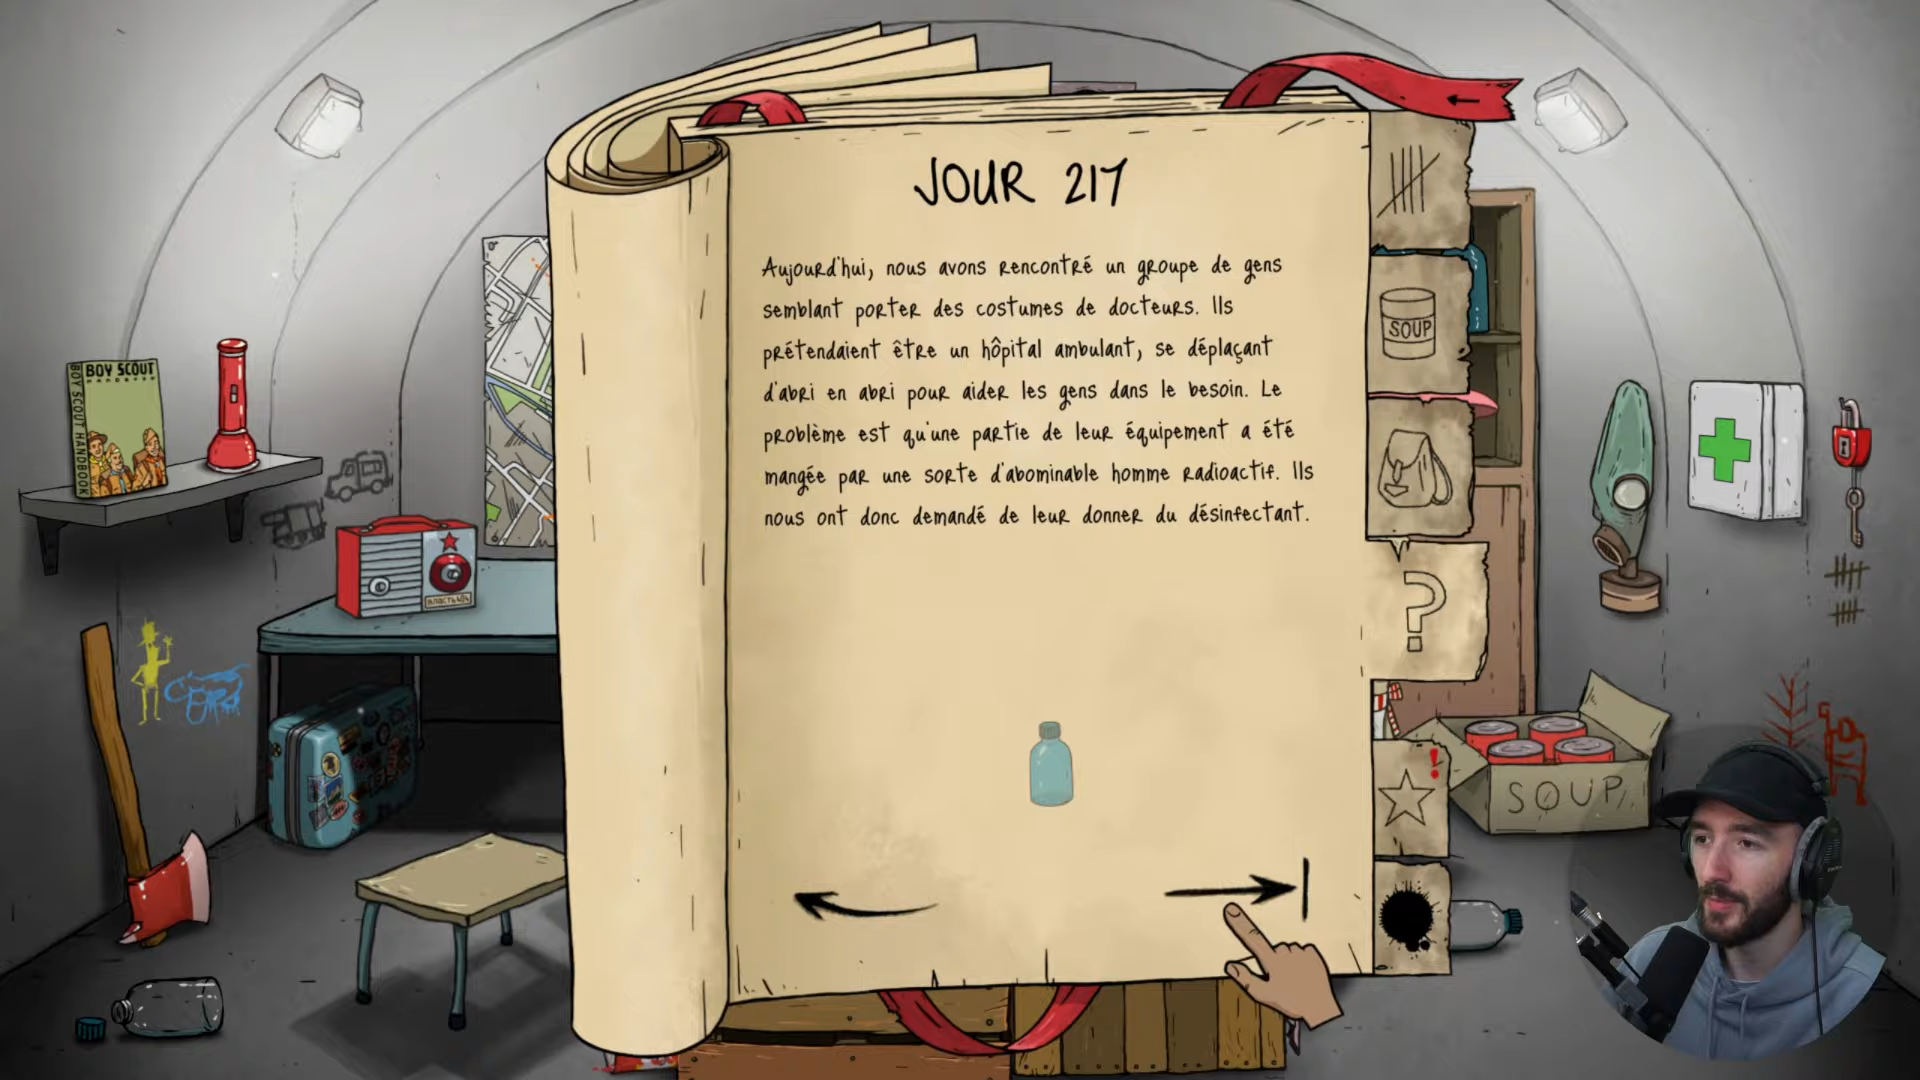 JOUR 217
Aujourd'hui, nous avons rencontré un groupe de gens
semblant porter des costumes de docteurs. Ils
prétendaient être un hôpital ambulant, se déplaçant
d'abri en abri pour aider les gens dans le besoin. Le
problème est qu'une partie de leur équipement a été
mangée par une sorte d'abominable homme radioactif. Ils
nous ont donc demandé de leur donner du désinfectant.
BOY SCOUT
HANDBOOK
BOY SCOUT HANDBOOK
SOUP
?
!
SOUP